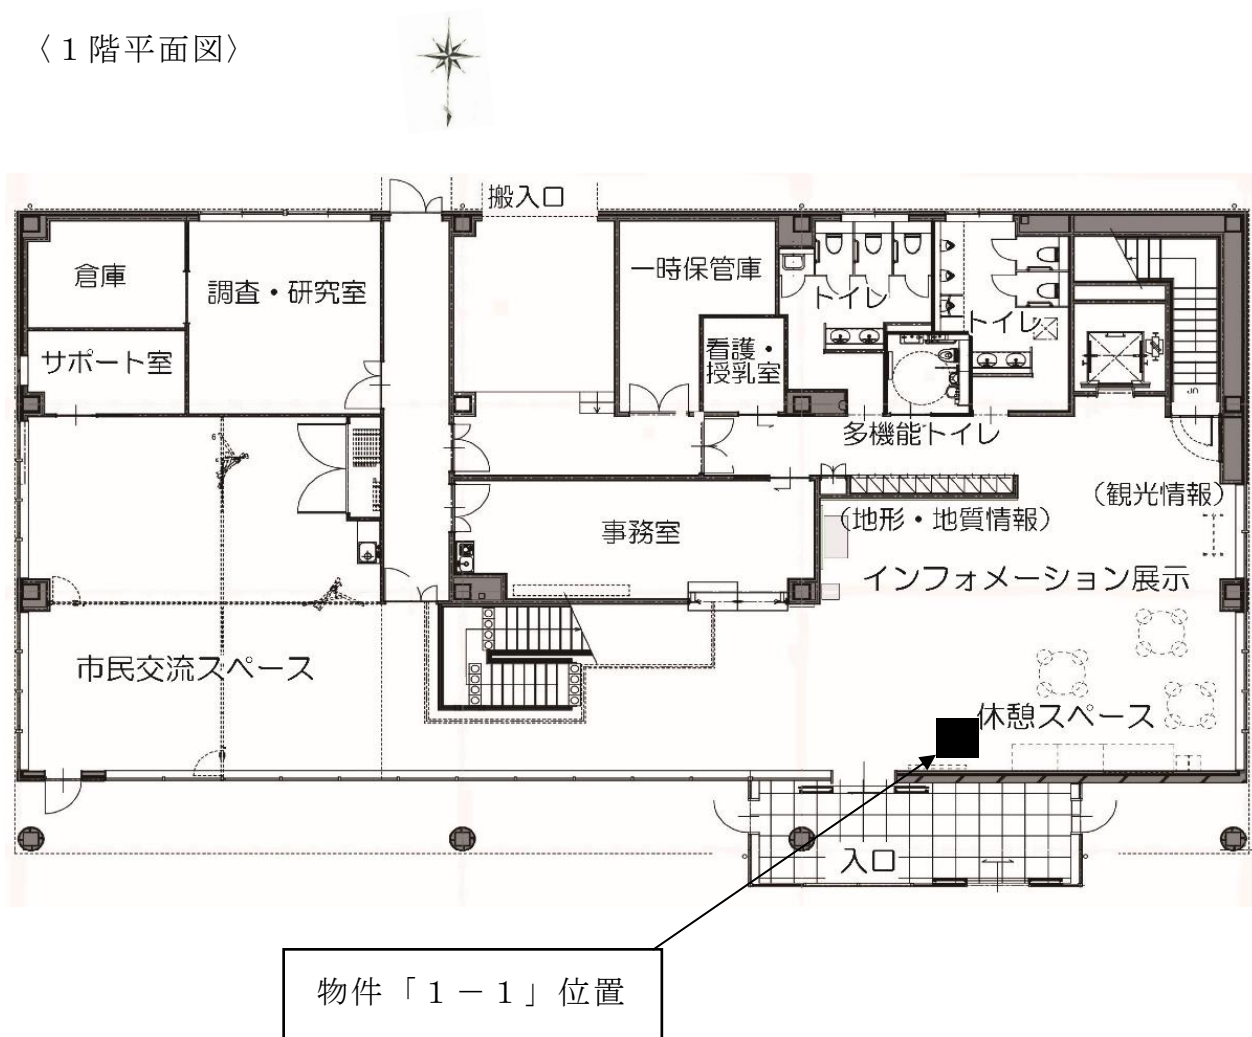 〈１階平面図〉
搬入口
倉庫
調査・研究室
一時保管庫
トイレ
トイレ
サポート室
看護・
授乳室
多機能トイレ
（観光情報）
（地形・地質情報）
事務室
インフォメーション展示
市民交流スペース
休憩スペース
入口
物件「１－１」位置